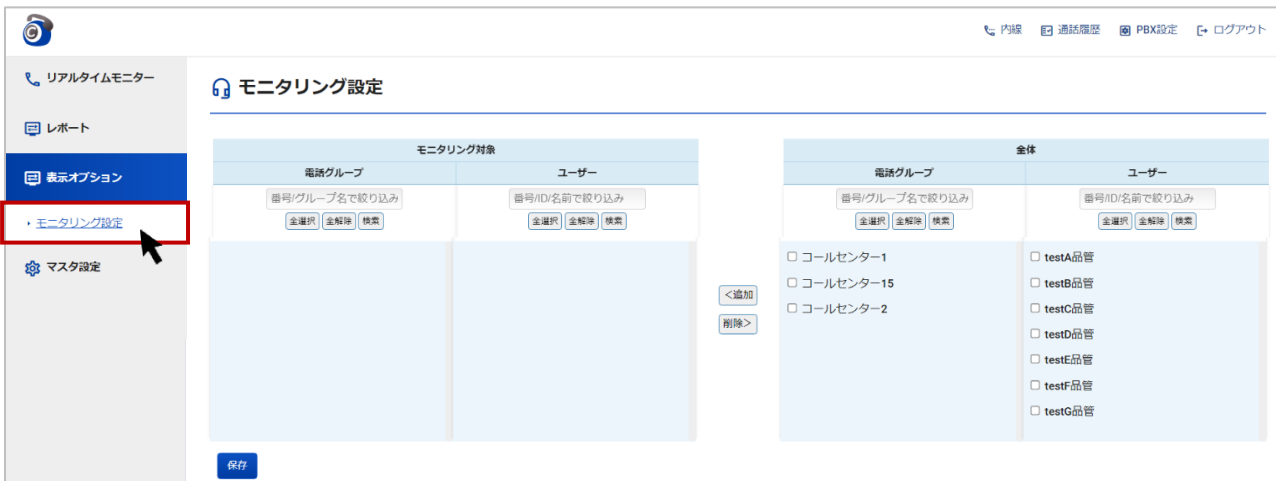 内線 通話履歴 PBX設定 ログアウト
リアルタイムモニター
レポート
表示オプション
モニタリング設定
マスタ設定
モニタリング設定
モニタリング対象
電話グループ ユーザー
番号/グループ名で絞り込み 番号/ID/名前で絞り込み
全選択 全解除 検索 全選択 全解除 検索
<追加
削除>
全体
電話グループ ユーザー
番号/グループ名で絞り込み 番号/ID/名前で絞り込み
全選択 全解除 検索 全選択 全解除 検索
コールセンター1 testA品管
コールセンター15 testB品管
コールセンター2 testC品管
testD品管
testE品管
testF品管
testG品管
保存